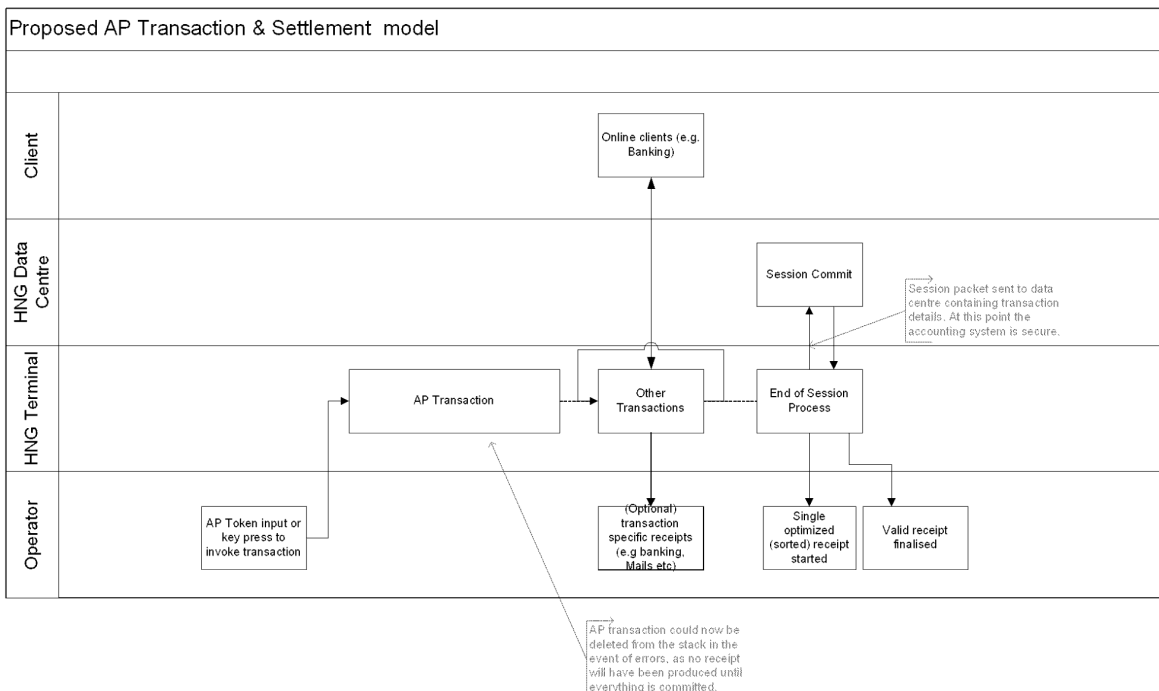 Proposed AP Transaction & Settlement model
Client
Online clients (e.g.
Banking)
HNG Data
Centre
Session Commit
Session packet sent to data
centre containing transaction
details. At this point the
accounting system is secure.
HNG Terminal
AP Transaction
Other
Transactions
End of Session
Process
Operator
AP Token input or
key press to
invoke transaction
(Optional)
transaction
specific receipts
(e.g banking,
Mails etc)
Single
optimized
(sorted) receipt
started
Valid receipt
finalised
AP transaction could now be
deleted from the stack in the
event of errors, as no receipt
will have been produced until
everything is committed.